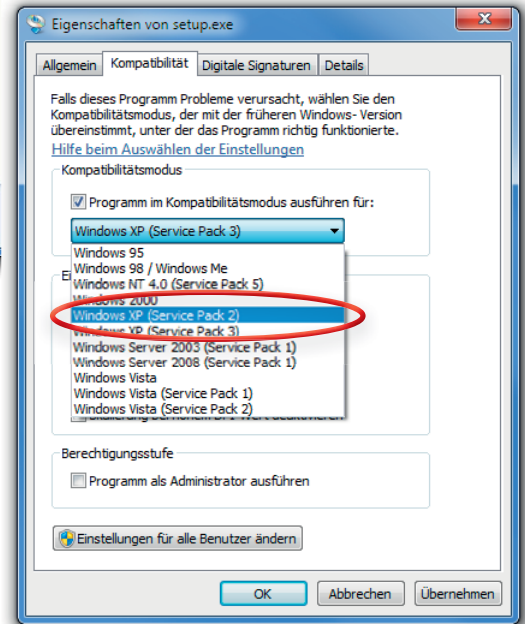 Eigenschaften von setup.exe
Allgemein Kompatibilität Digitale Signaturen Details
Falls dieses Programm Probleme verursacht, wählen Sie den
Kompatibilitätsmodus, der mit der früheren Windows-Version
übereinstimmt, unter der das Programm richtig funktionierte.
Hilfe beim Auswählen der Einstellungen
Kompatibilitätsmodus
Programm im Kompatibilitätsmodus ausführen für:
Windows XP (Service Pack 3)
Windows 95
Windows 98 / Windows Me
Windows NT 4.0 (Service Pack 5)
Windows 2000
Windows XP (Service Pack 2)
Windows XP (Service Pack 3)
Windows Server 2003 (Service Pack 1)
Windows Server 2008 (Service Pack 1)
Windows Vista
Windows Vista (Service Pack 1)
Windows Vista (Service Pack 2)
Berechtigungsstufe
Programm als Administrator ausführen
Einstellungen für alle Benutzer ändern
OK Abbrechen Übernehmen